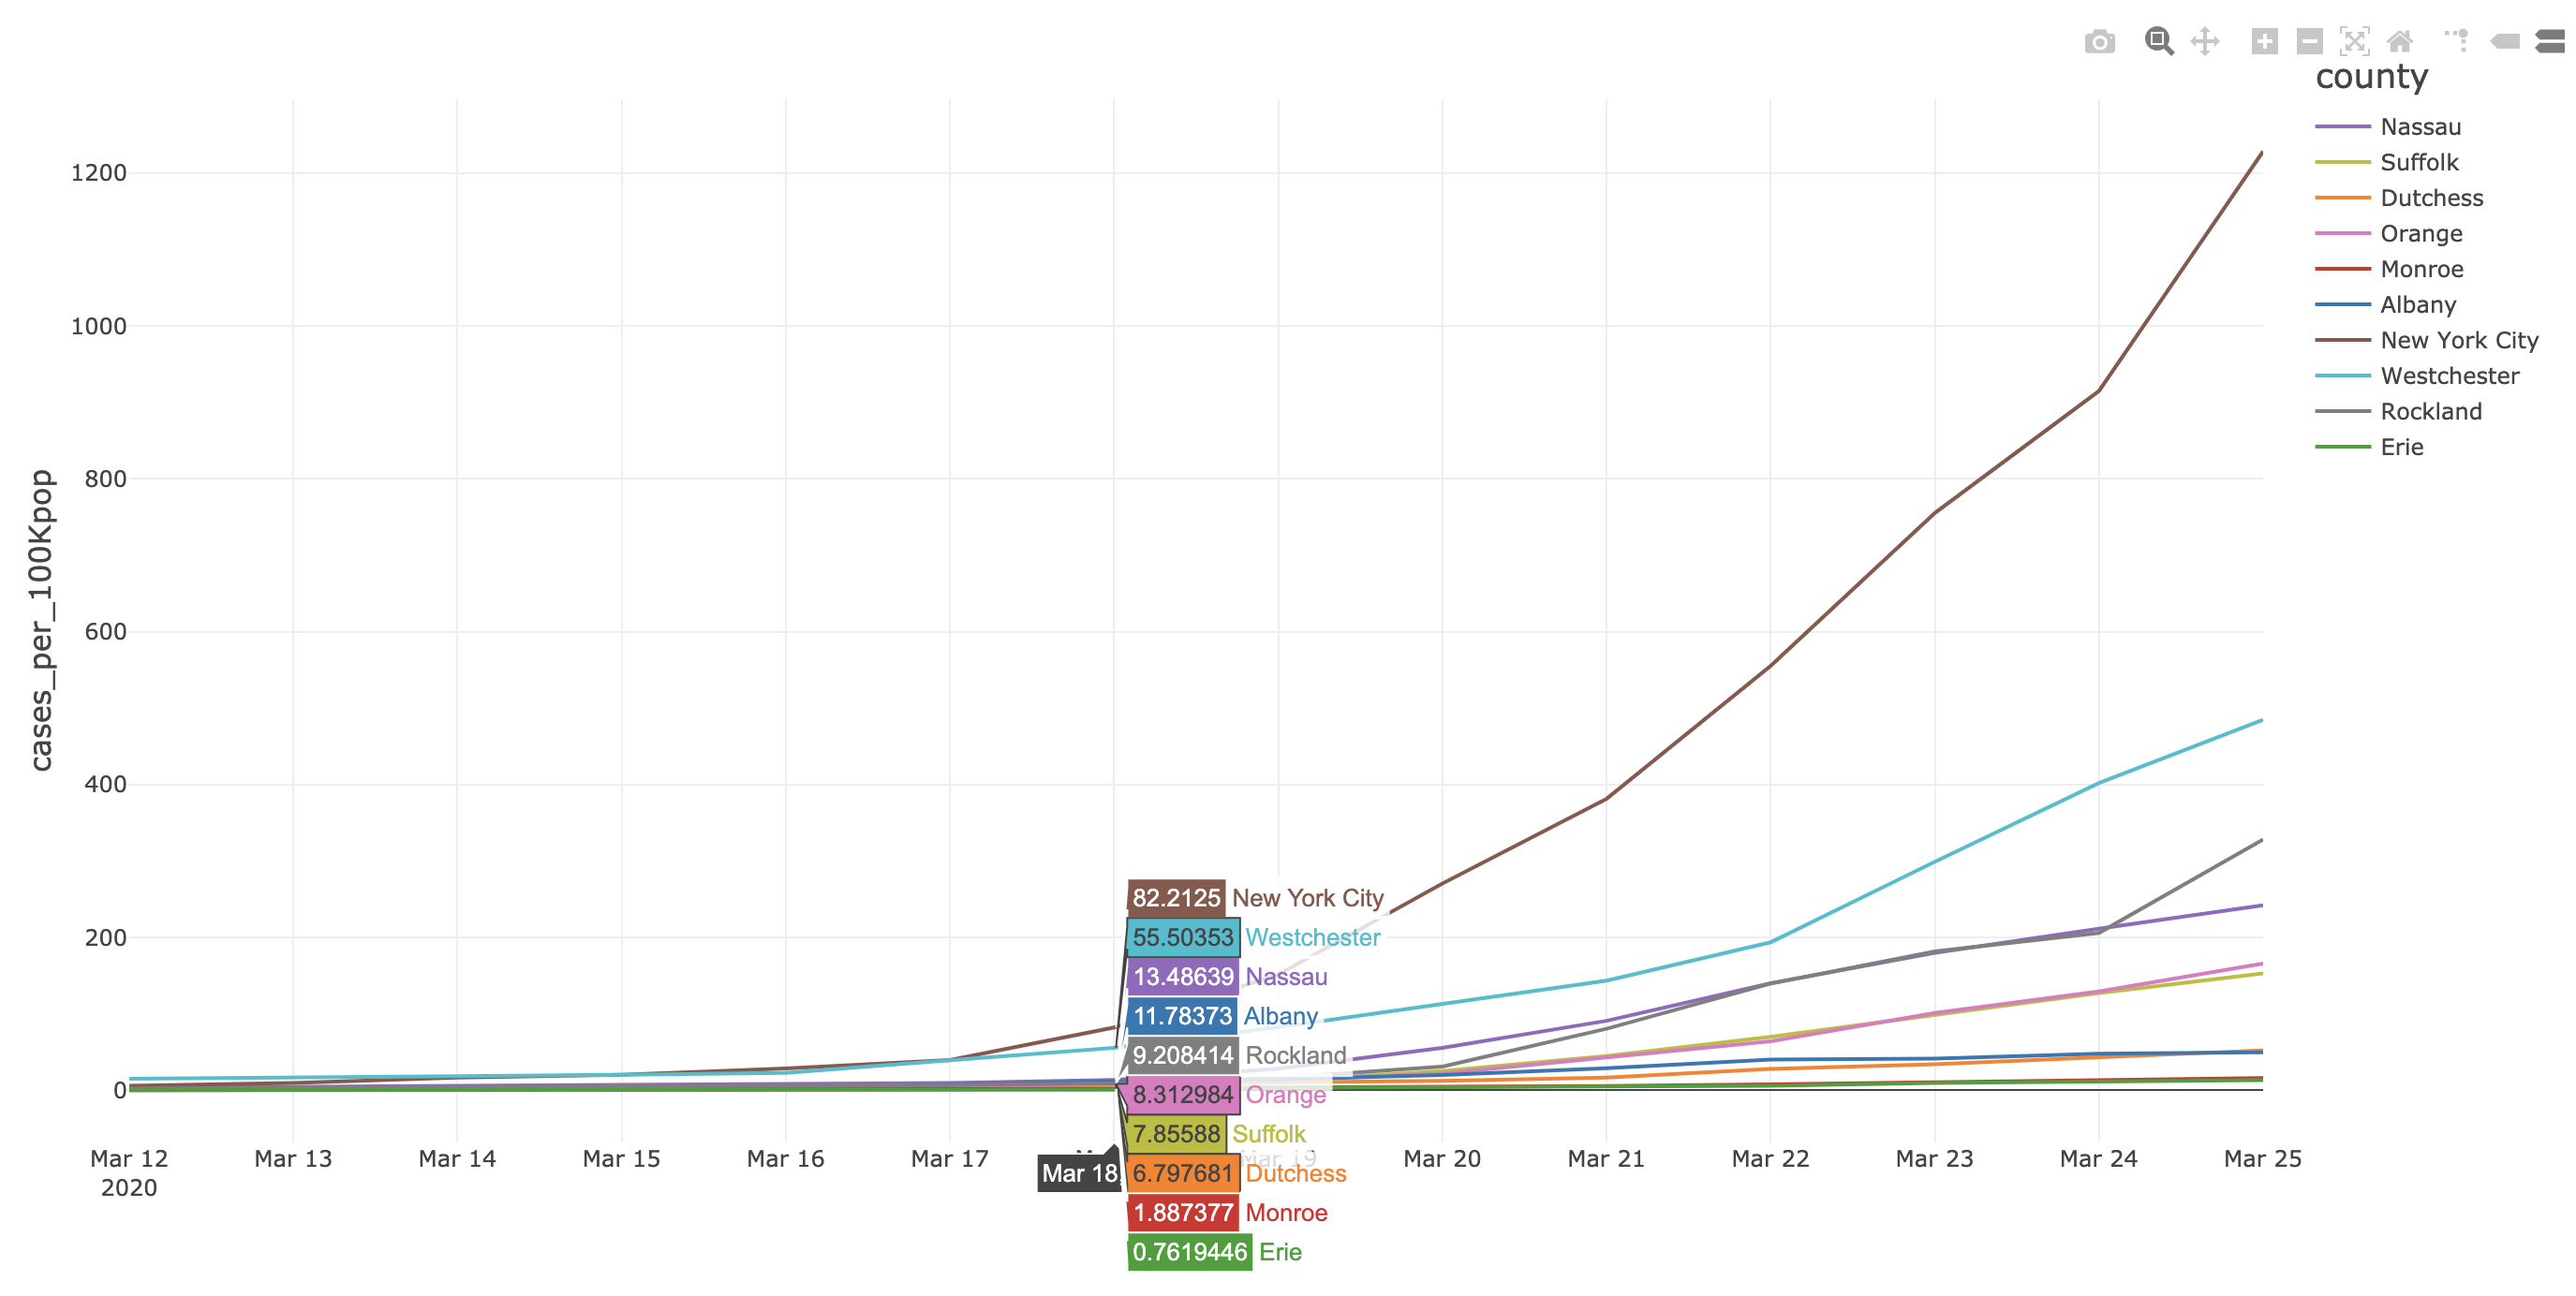 county
Nassau
Suffolk
Dutchess
Orange
Monroe
Albany
New York City
Westchester
Rockland
Erie
cases_per_100Kpop
1200
1000
800
600
400
200
0
82.2125 New York City
55.50353 Westchester
13.48639 Nassau
11.78373 Albany
9.208414 Rockland
8.312984 Orange
7.85588 Suffolk
6.797681 Dutchess
1.887377 Monroe
0.7619446 Erie
Mar 18
Mar 12 Mar 13 Mar 14 Mar 15 Mar 16 Mar 17 Mar 19 Mar 20 Mar 21 Mar 22 Mar 23 Mar 24 Mar 25
2020